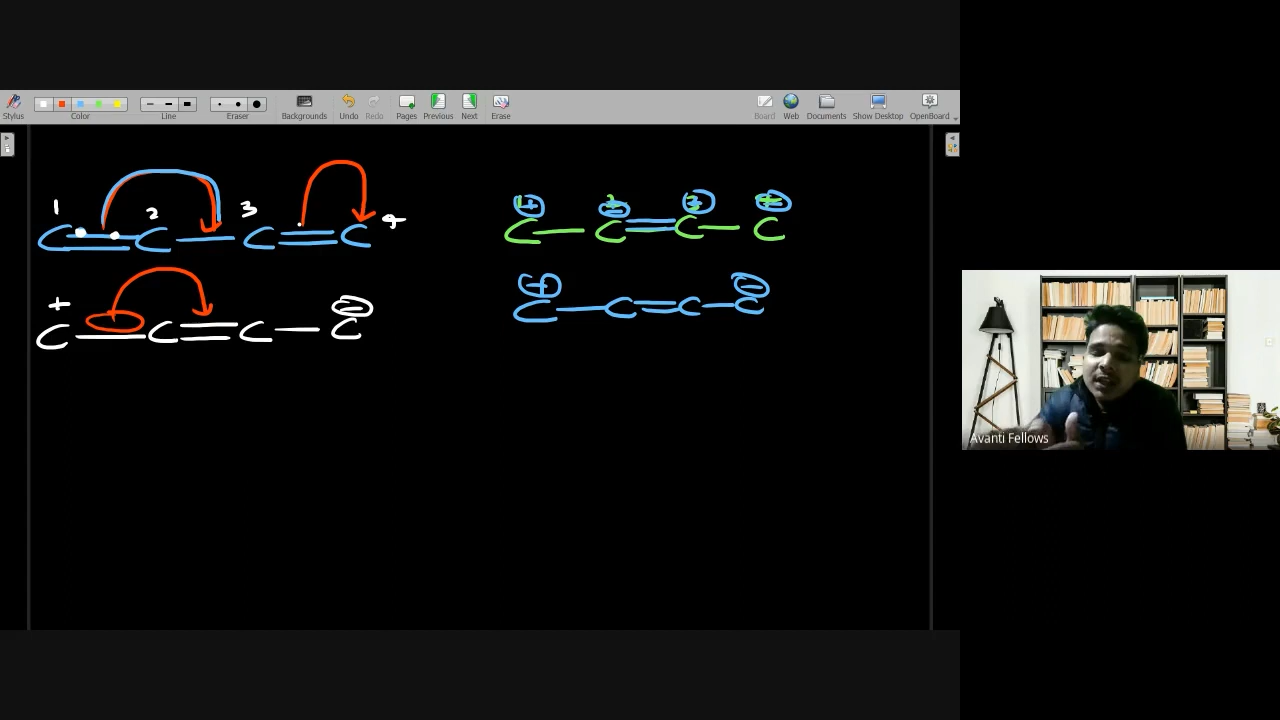 Stylus Color Line Eraser Backgrounds Undo Redo Pages Previous Next Erase Board Web Documents Show Desktop OpenBoard
1 2 3 4
C = C — C = C
+ −
C — C = C — C
+ − + −
C — C = C — C
+ −
C — C = C — C
Avanti Fellows